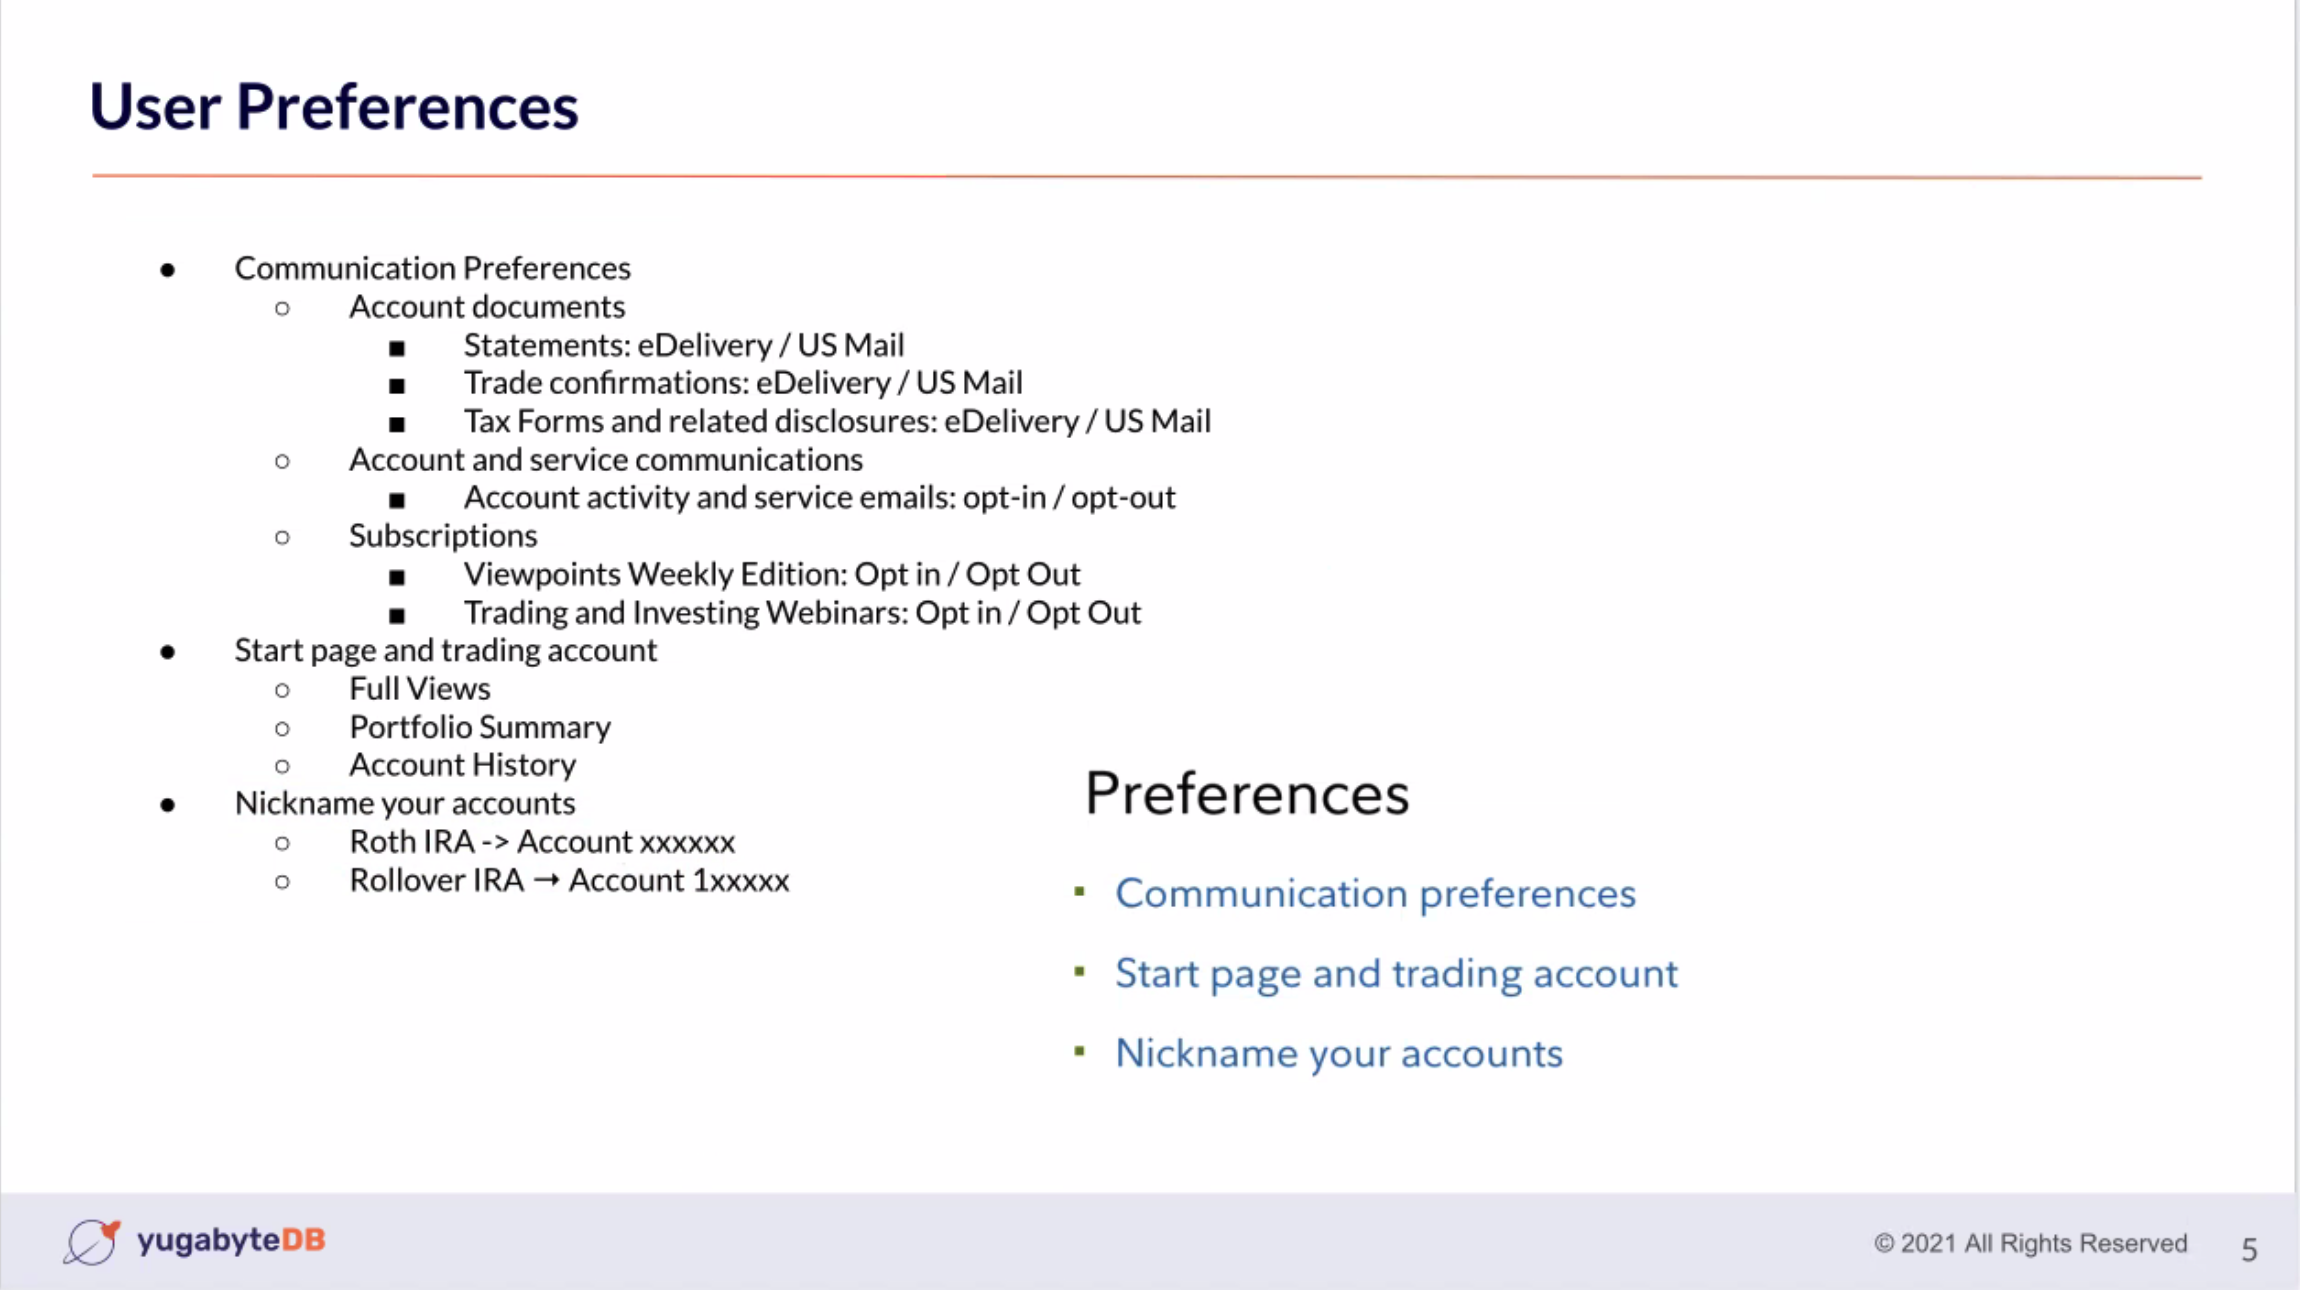 User Preferences
● Communication Preferences
○ Account documents
■ Statements: eDelivery / US Mail
■ Trade confirmations: eDelivery / US Mail
■ Tax Forms and related disclosures: eDelivery / US Mail
○ Account and service communications
■ Account activity and service emails: opt-in / opt-out
○ Subscriptions
■ Viewpoints Weekly Edition: Opt in / Opt Out
■ Trading and Investing Webinars: Opt in / Opt Out
● Start page and trading account
○ Full Views
○ Portfolio Summary
○ Account History
● Nickname your accounts
○ Roth IRA -> Account xxxxxx
○ Rollover IRA → Account 1xxxxx
Preferences
▪ Communication preferences
▪ Start page and trading account
▪ Nickname your accounts
yugabyteDB
© 2021 All Rights Reserved
5